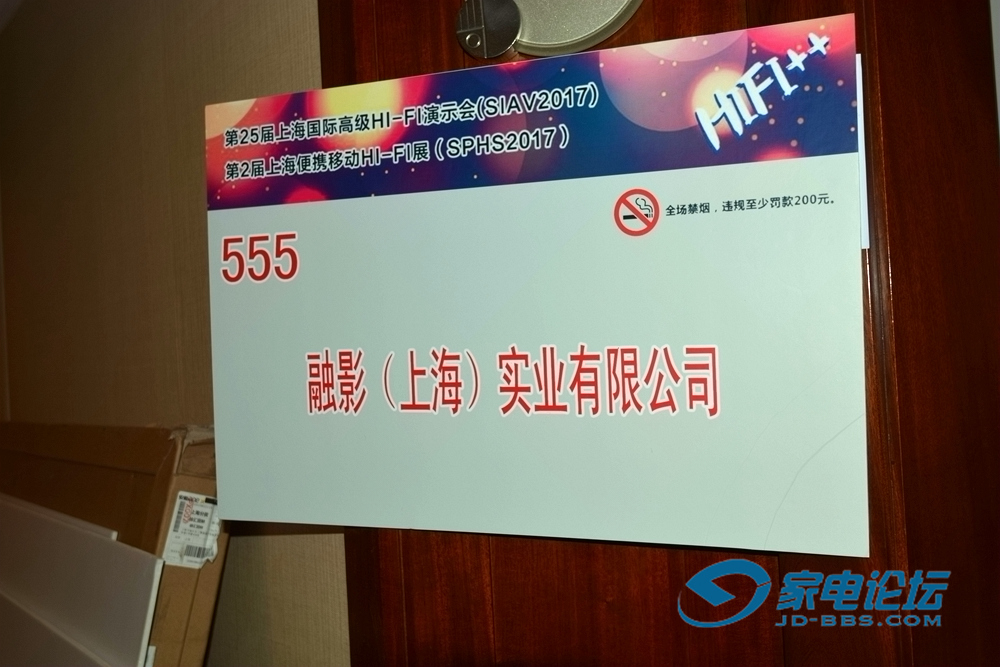 第25届上海国际高级HI-FI演示会(SIAV2017)
第2届上海便携移动HI-FI展(SPHS2017)
HIFI++
全场禁烟，违规至少罚款200元。
555
融影（上海）实业有限公司
家电论坛
JD-BBS.COM